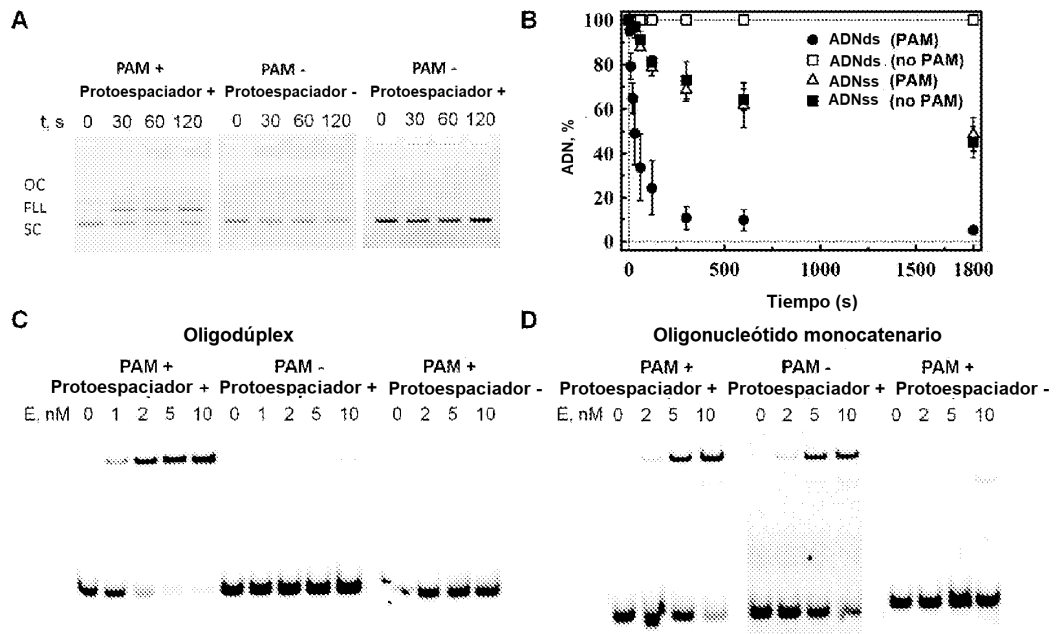 A
PAM +
Protoespaciador +
PAM -
Protoespaciador -
PAM -
Protoespaciador +
t, s
0 30 60 120
0 30 60 120
0 30 60 120
OC
FLL
SC
B
ADN, %
100
80
60
40
20
0
0 500 1000 1500 1800
Tiempo (s)
ADNds (PAM)
ADNds (no PAM)
ADNss (PAM)
ADNss (no PAM)
C
Oligodúplex
PAM +
Protoespaciador +
PAM -
Protoespaciador +
PAM +
Protoespaciador -
E, nM
0 1 2 5 10
0 1 2 5 10
0 2 5 10
D
Oligonucleótido monocatenario
PAM +
Protoespaciador +
PAM -
Protoespaciador +
PAM +
Protoespaciador -
E, nM
0 2 5 10
0 2 5 10
0 2 5 10